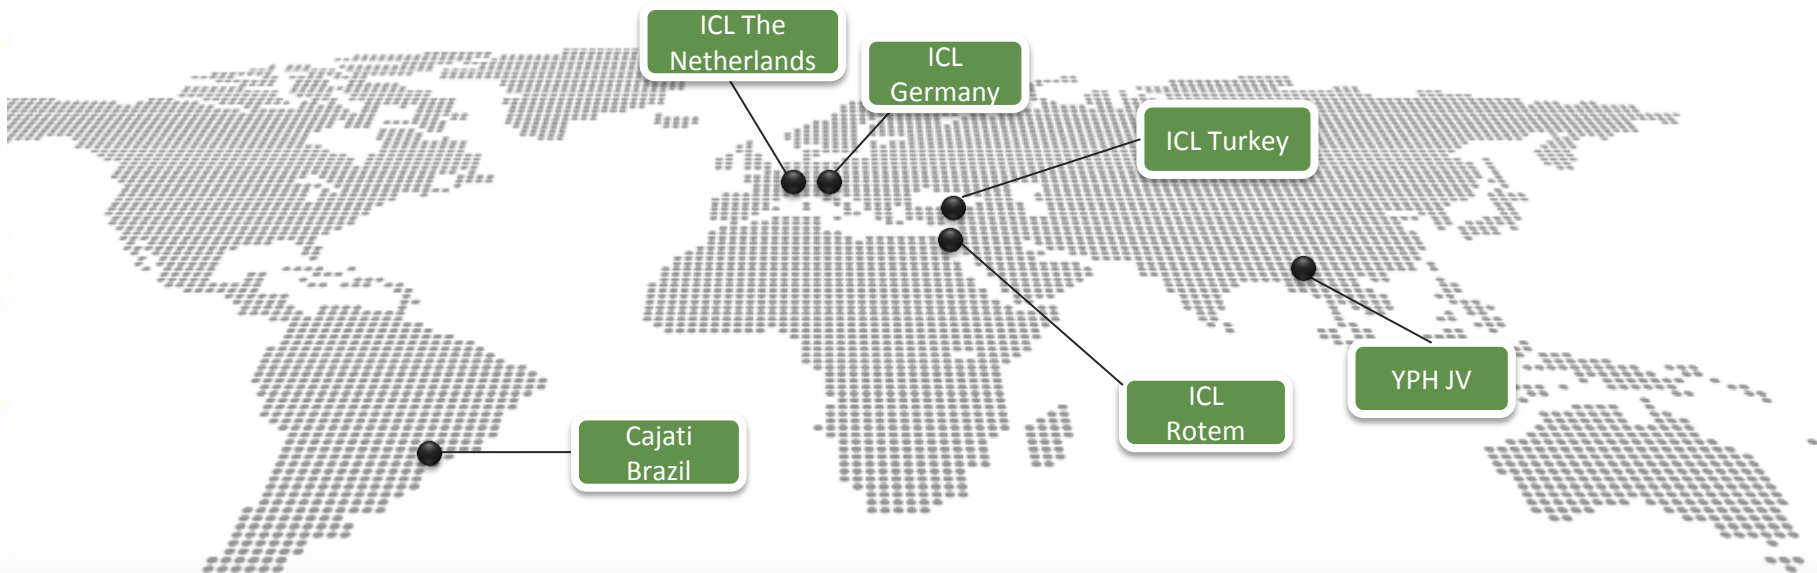 ICL The
Netherlands
ICL
Germany
ICL Turkey
YPH JV
ICL
Rotem
Cajati
Brazil